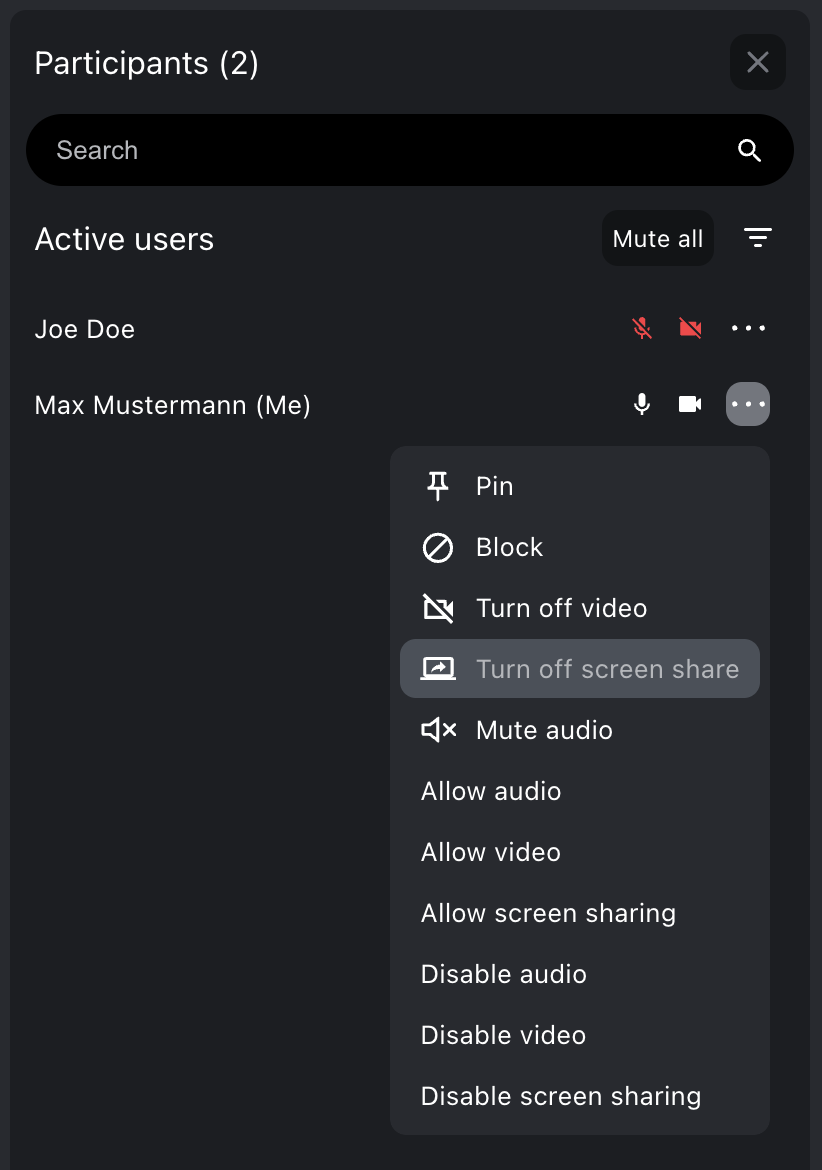 Participants (2)
Search
Active users
Mute all
Joe Doe
Max Mustermann (Me)
Pin
Block
Turn off video
Turn off screen share
Mute audio
Allow audio
Allow video
Allow screen sharing
Disable audio
Disable video
Disable screen sharing